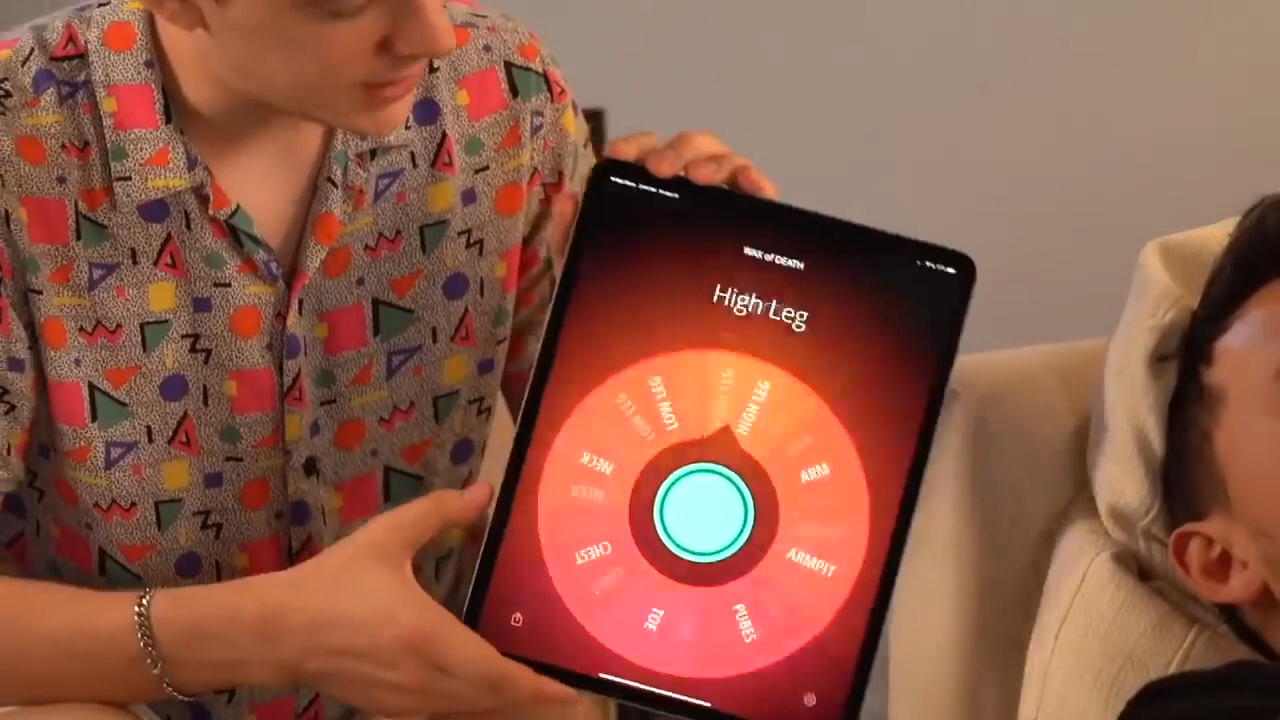 WAX of DEATH
High Leg
LOW LEG
HIGH LEG
ARM
ARMPIT
PUBES
TOE
CHEST
NECK